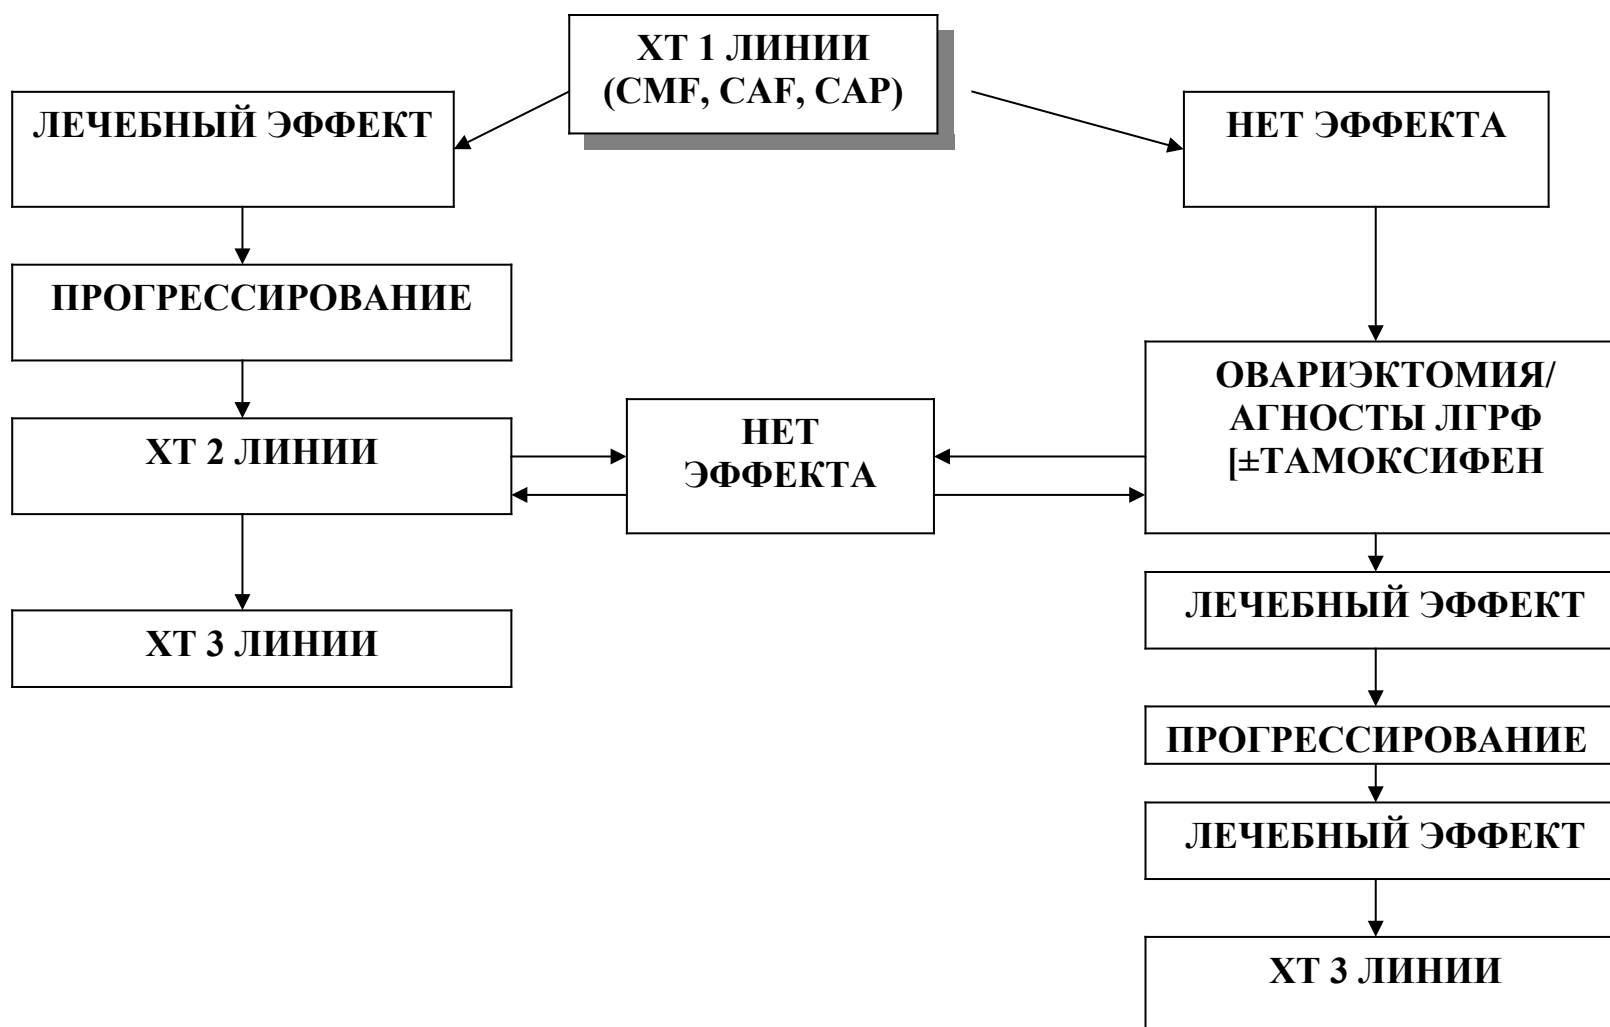 ХТ 1 ЛИНИИ
(CMF, CAF, CAP)
ЛЕЧЕБНЫЙ ЭФФЕКТ
НЕТ ЭФФЕКТА
ПРОГРЕССИРОВАНИЕ
ХТ 2 ЛИНИИ
НЕТ
ЭФФЕКТА
ОВАРИЭКТОМИЯ/
АГНОСТЫ ЛГРФ
[±ТАМОКСИФЕН
ХТ 3 ЛИНИИ
ЛЕЧЕБНЫЙ ЭФФЕКТ
ПРОГРЕССИРОВАНИЕ
ЛЕЧЕБНЫЙ ЭФФЕКТ
ХТ 3 ЛИНИИ